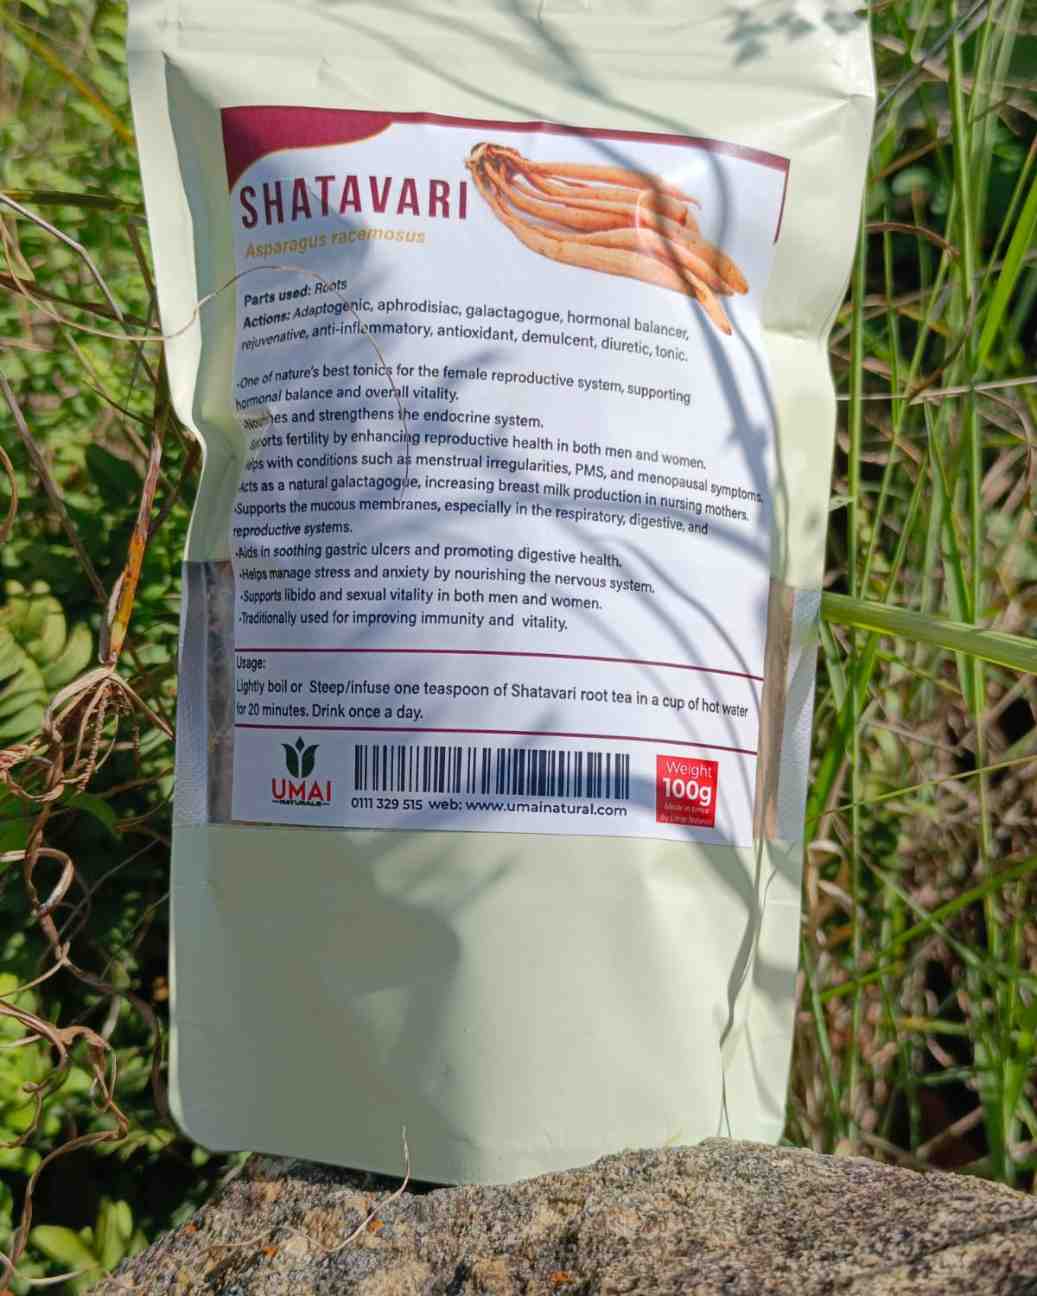 SHATAVARI
Asparagus racemosus
Parts used: Roots
Actions: Adaptogenic, aphrodisiac, galactagogue, hormonal balancer,
rejuvenative, anti-inflammatory, antioxidant, demulcent, diuretic, tonic.
•One of nature's best tonics for the female reproductive system, supporting
hormonal balance and overall vitality.
and strengthens the endocrine system.
fertility by enhancing reproductive health in both men and women.
with conditions such as menstrual irregularities, PMS, and menopausal symptoms.
•Acts as a natural galactagogue, increasing breast milk production in nursing mothers.
•Supports the mucous membranes, especially in the respiratory, digestive, and
reproductive systems.
•Aids in soothing gastric ulcers and promoting digestive health.
•Helps manage stress and anxiety by nourishing the nervous system.
•Supports libido and sexual vitality in both men and women.
•Traditionally used for improving immunity and vitality.
Usage:
Lightly boil or Steep/infuse one teaspoon of Shatavari root tea in a cup of hot water
for 20 minutes. Drink once a day.
UMAI
NATURALS
0111 329 515 web: www.umainatural.com
Weight
100g
Made in
By Umai